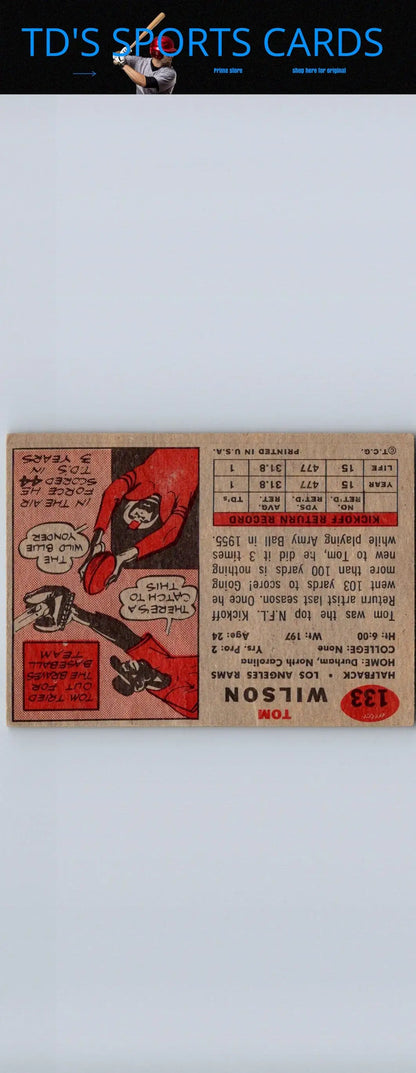 TD'S SPORTS CARDS
Prime store
shop here for original
133
TOM
WILSON
HALFBACK • LOS ANGELES RAMS
HOME: Durham, North Carolina
COLLEGE: None Yrs. Pro: 2
Ht: 6:00 Wt: 197 Age 24
Tom was the top N.F.L. Kickoff
Return artist last season. Once he
went 103 yards to score! Going
more than 100 yards is nothing
new to Tom, he did it 3 times
while playing Army Ball in 1955.
KICKOFF RETURN RECORD
NO. YDS. AVG.
RET'D. RET'D. RET. TD's
YEAR 15 477 31.8 1
LIFE 15 477 31.8 1
©T.C.G. PRINTED IN U.S.A.
TOM TRIED
OUT FOR
THE BRAVES
BASEBALL
TEAM
THERE'S A
CATCH TO
THIS
THE
WILD BLUE
YONDER
IN THE AIR
FORCE HE
SCORED 44
T.D.'S IN
3 YEARS